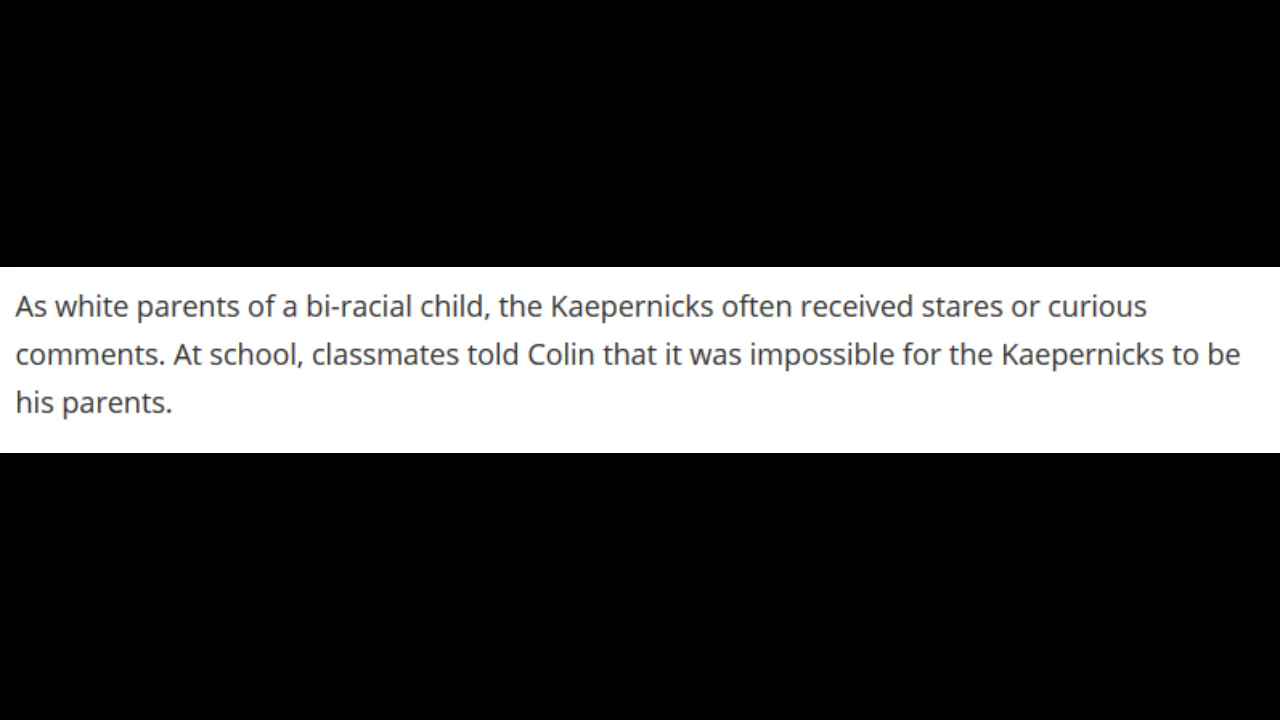 As white parents of a bi-racial child, the Kaepernicks often received stares or curious
comments. At school, classmates told Colin that it was impossible for the Kaepernicks to be
his parents.